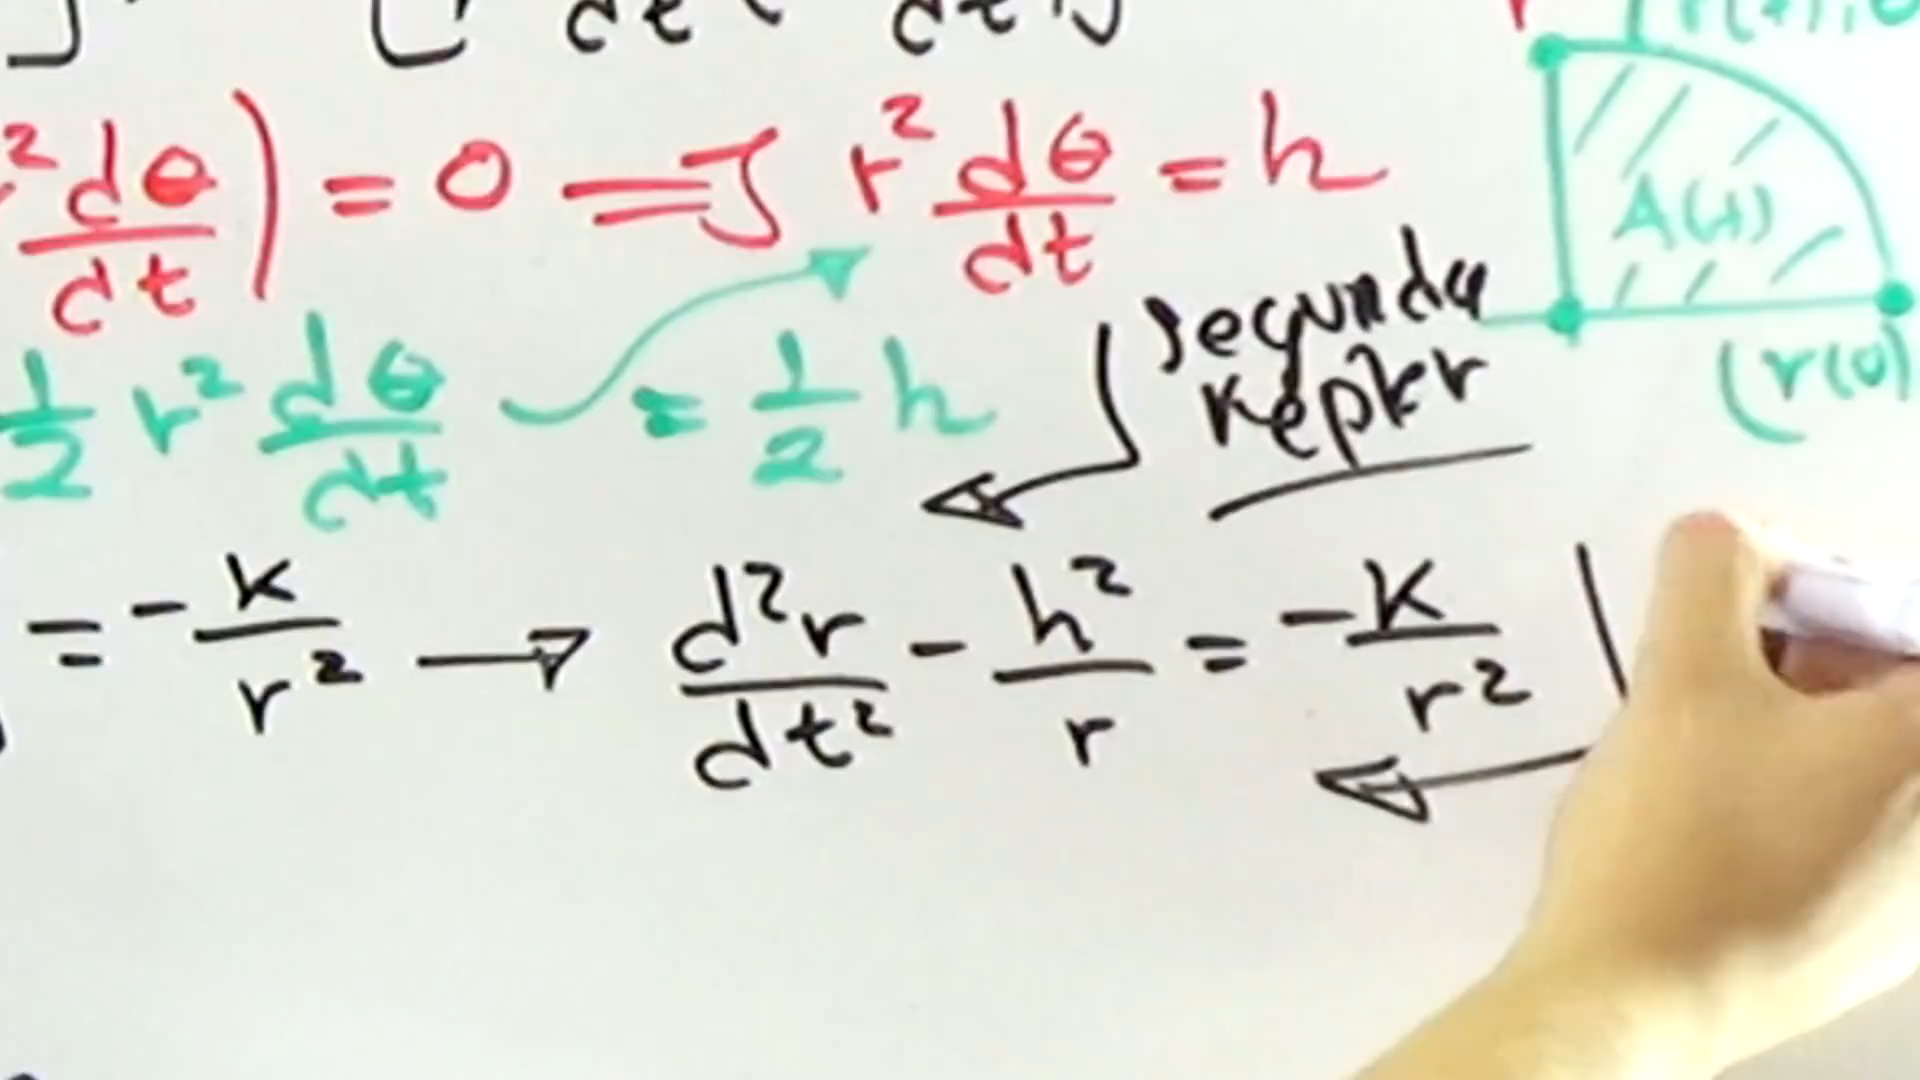 ²dθ/dt) = 0 ⟹ r² dθ/dt = h
1/2 r² dθ/dt = 1/2 h
segunda
kepler
A(t)
(r(0)
= -k/r² → d²r/dt² - h²/r = -k/r²